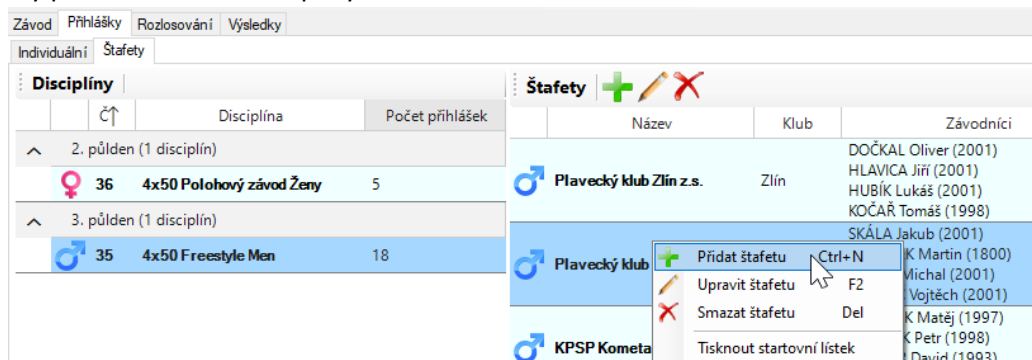 Závod Přihlášky Rozlosování Výsledky
Individuální Štafety
Disciplíny
Štafety
Č Disciplína Počet přihlášek
Název Klub Závodníci
2. půlden (1 disciplín)
36 4x50 Polohový závod Ženy 5
3. půlden (1 disciplín)
35 4x50 Freestyle Men 18
Plavecký klub Zlín z.s. Zlín
DOČKAL Oliver (2001)
HLAVICA Jiří (2001)
HUBÍK Lukáš (2001)
KOČAŘ Tomáš (1998)
Plavecký klub
SKÁLA Jakub (2001)
K Martin (1800)
Michal (2001)
Vojtěch (2001)
KPSP Kometa
K Matěj (1997)
K Petr (1998)
David (1993)
Přidat štafetu Ctrl+N
Upravit štafetu F2
Smazat štafetu Del
Tisknout startovní lístek